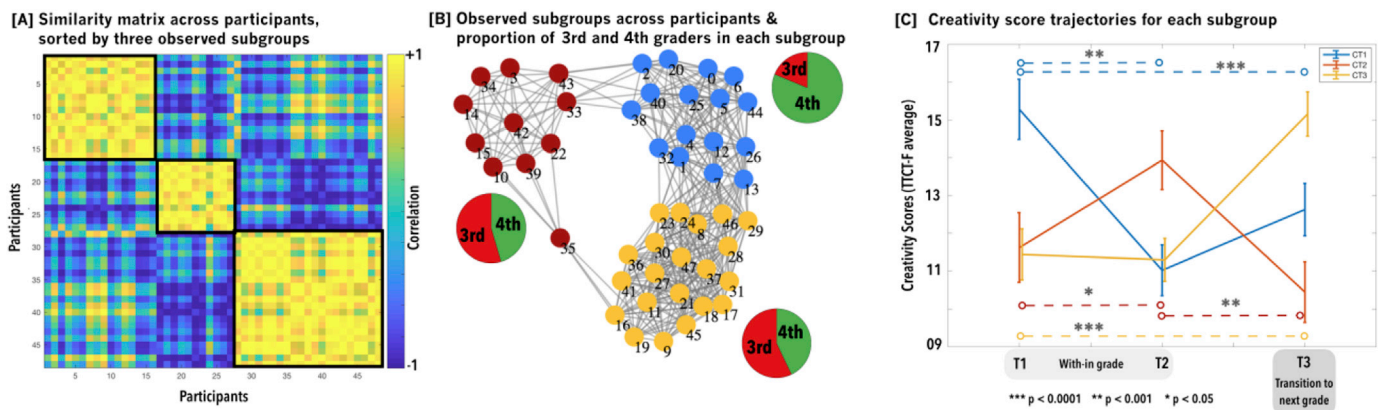 [A] Similarity matrix across participants,
sorted by three observed subgroups
+1
5
10
15
20
25
30
35
40
45
Participants
5 10 15 20 25 30 35 40 45
Participants
Correlation
-1
[B] Observed subgroups across participants &
proportion of 3rd and 4th graders in each subgroup
34 3 43
14 33
42
15 22
10 39
35
2 20 0 6
40 25 5 44
38
4 12 26
32 1
7 13
3rd
4th
3rd
4th
23 24 8 46 29
30 28
36 47 37
27
41 31
11 21
16 18 17
19 9 45
4th
3rd
[C] Creativity score trajectories for each subgroup
17
15
13
11
09
Creativity Scores (TTCT-F average)
CT1
CT2
CT3
**
***
*
**
***
T1 With-in grade T2 T3
Transition to
next grade
*** p < 0.0001 ** p < 0.001 * p < 0.05